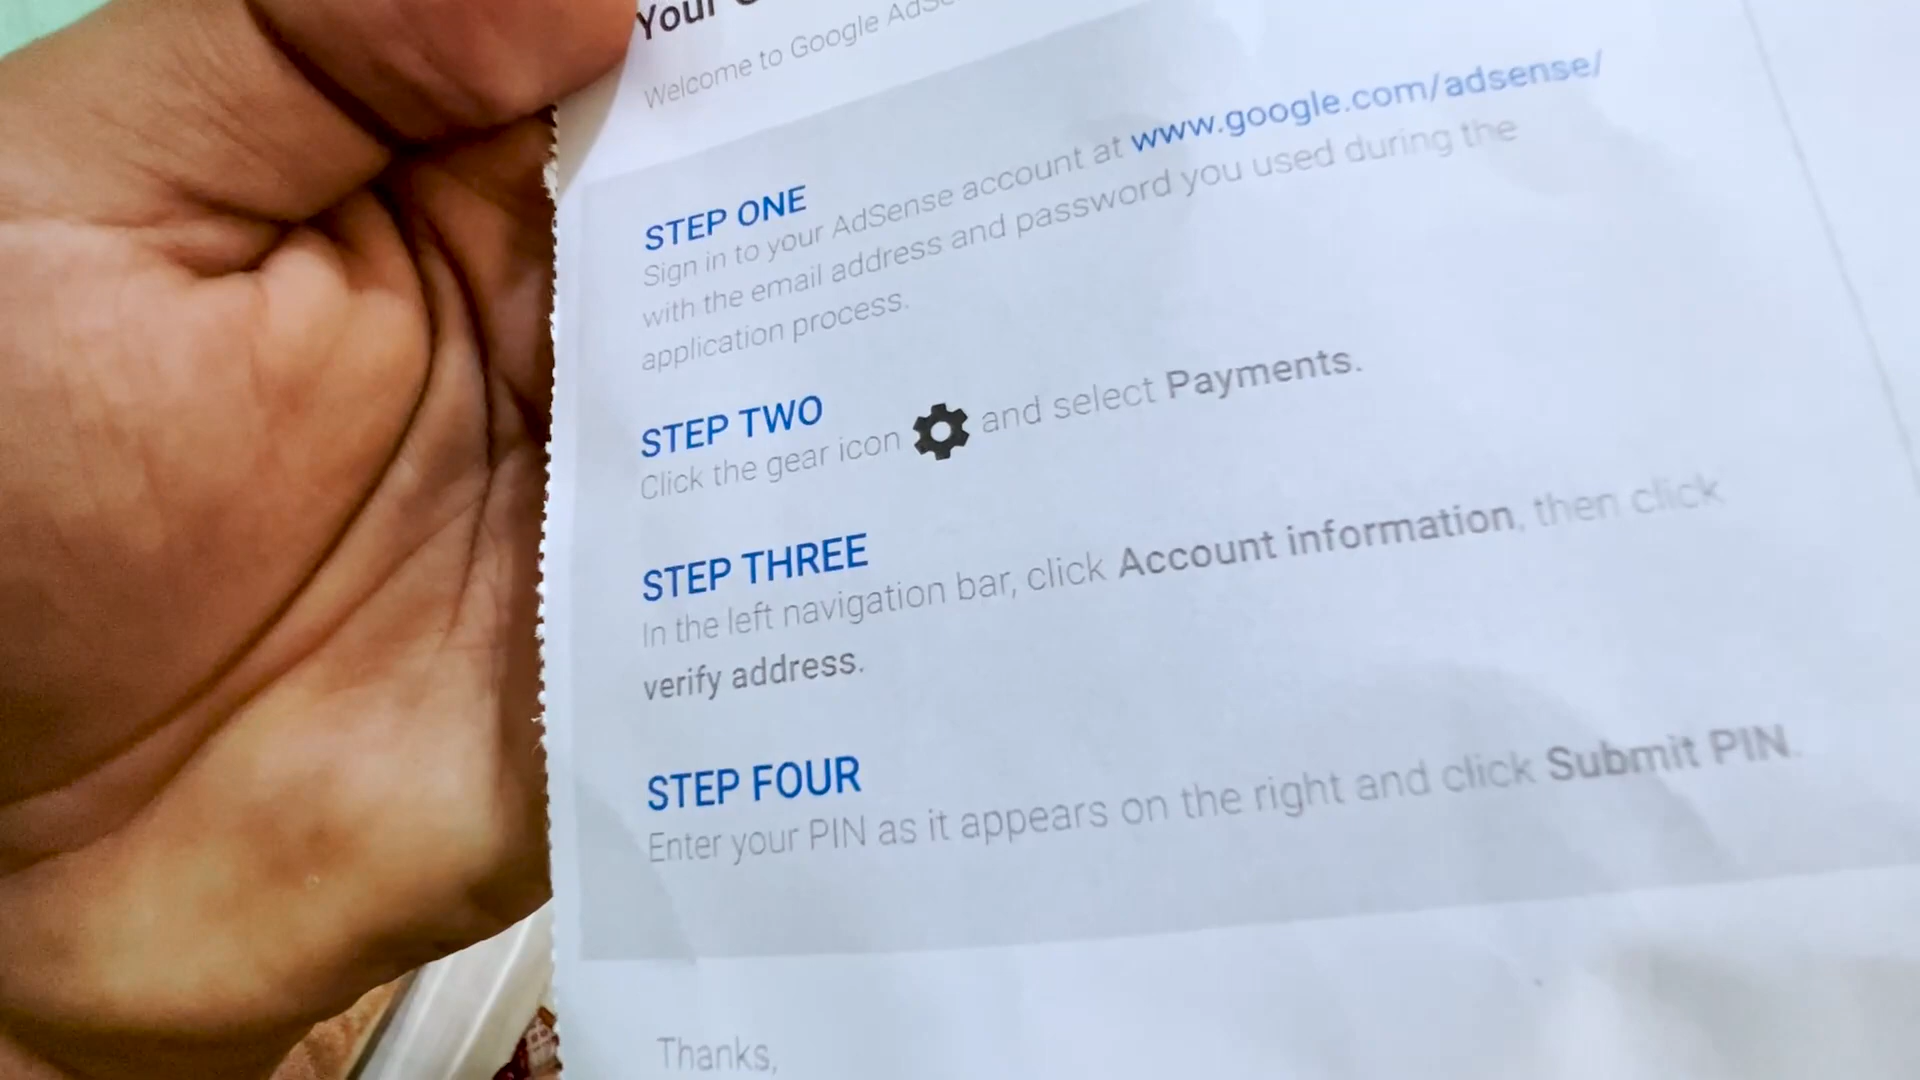 Your
Welcome to Google
STEP ONE
Sign in to your AdSense account at www.google.com/adsense/
with the email address and password you used during the
application process.
STEP TWO
Click the gear icon and select Payments.
STEP THREE
In the left navigation bar, click Account information, then click
verify address.
STEP FOUR
Enter your PIN as it appears on the right and click Submit PIN.
Thanks,